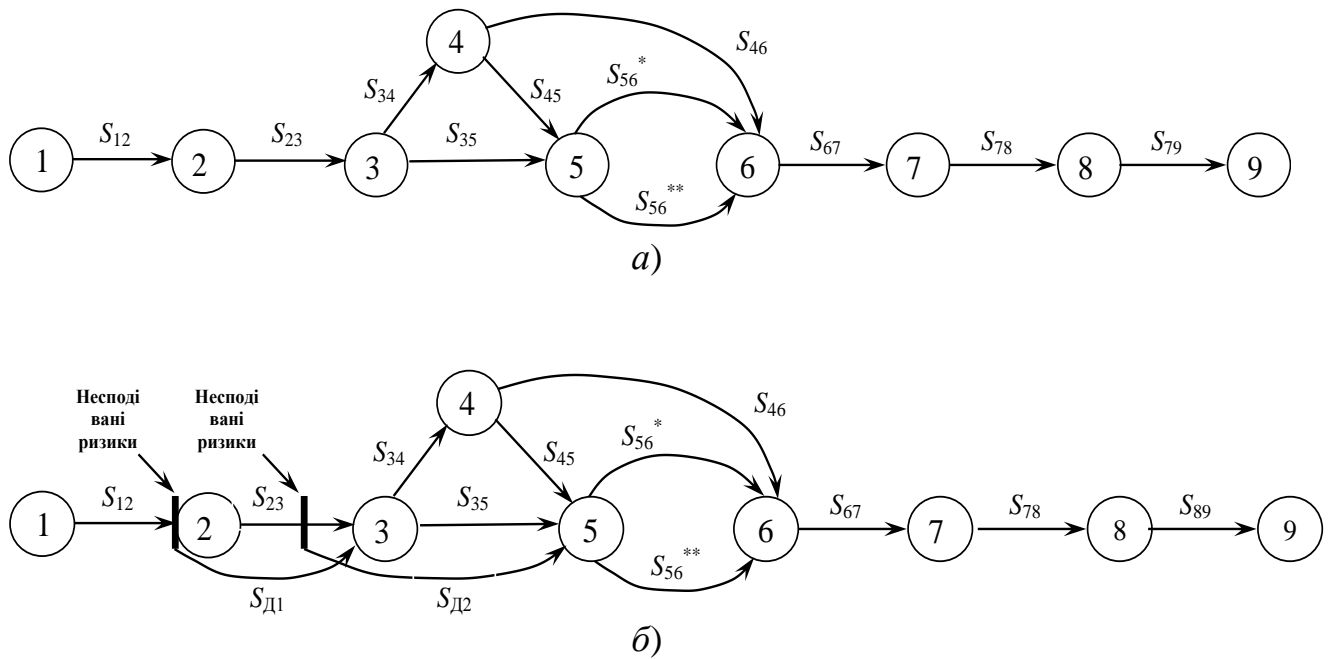 4
S46
S56*
S34
S45
S12
S23
S35
S67
S78
S79
1
2
3
5
6
7
8
9
S56**
а)
Несподі
вані
ризики
Несподі
вані
ризики
4
S46
S56*
S34
S45
S12
S23
S35
S67
S78
S89
1
2
3
5
6
7
8
9
S56**
SД1
SД2
б)